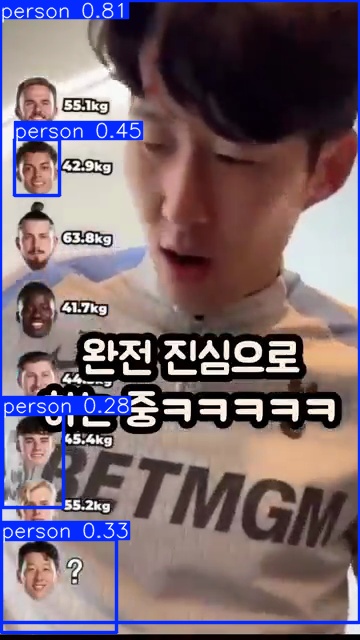 person 0.81
55.1kg
person 0.45
42.9kg
63.8kg
41.7kg
완전 진심으로
중ㅋㅋㅋㅋㅋ
person 0.28
45.4kg
BETMGM
55.2kg
person 0.33
?